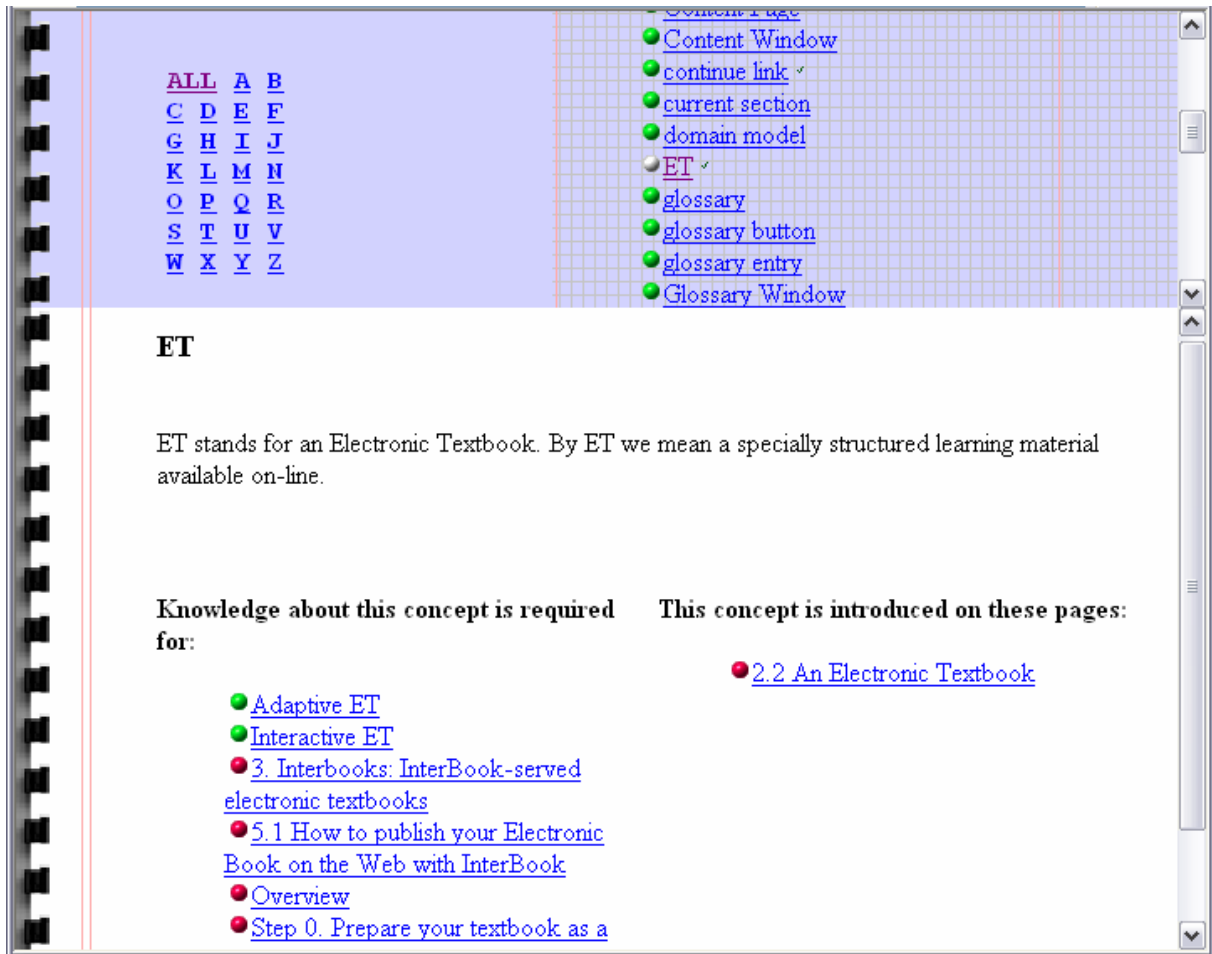 ALL A B
C D E F
G H I J
K L M N
O P Q R
S T U V
W X Y Z
Content Page
Content Window
continue link
current section
domain model
ET
glossary
glossary button
glossary entry
Glossary Window
ET
ET stands for an Electronic Textbook. By ET we mean a specially structured learning material
available on-line.
Knowledge about this concept is required
for:
Adaptive ET
Interactive ET
3. Interbooks: InterBook-served
electronic textbooks
5.1 How to publish your Electronic
Book on the Web with InterBook
Overview
Step 0. Prepare your textbook as a
This concept is introduced on these pages:
2.2 An Electronic Textbook